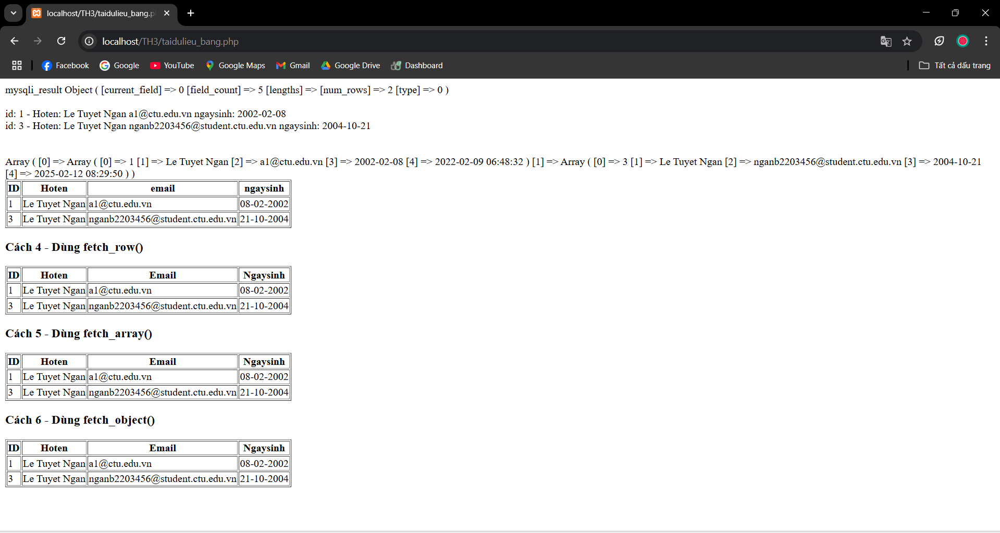 localhost/TH3/taidulieu_bang.p
localhost/TH3/taidulieu_bang.php
Facebook Google YouTube Google Maps Gmail Google Drive Dashboard Tất cả dấu trang
mysqli_result Object ( [current_field] => 0 [field_count] => 5 [lengths] => [num_rows] => 2 [type] => 0 )
id: 1 - Hoten: Le Tuyet Ngan a1@ctu.edu.vn ngaysinh: 2002-02-08
id: 3 - Hoten: Le Tuyet Ngan nganb2203456@student.ctu.edu.vn ngaysinh: 2004-10-21
Array ( [0] => Array ( [0] => 1 [1] => Le Tuyet Ngan [2] => a1@ctu.edu.vn [3] => 2002-02-08 [4] => 2022-02-09 06:48:32 ) [1] => Array ( [0] => 3 [1] => Le Tuyet Ngan [2] => nganb2203456@student.ctu.edu.vn [3] => 2004-10-21
[4] => 2025-02-12 08:29:50 ) )
ID Hoten email ngaysinh
1 Le Tuyet Ngan a1@ctu.edu.vn 08-02-2002
3 Le Tuyet Ngan nganb2203456@student.ctu.edu.vn 21-10-2004
Cách 4 - Dùng fetch_row()
ID Hoten Email Ngaysinh
1 Le Tuyet Ngan a1@ctu.edu.vn 08-02-2002
3 Le Tuyet Ngan nganb2203456@student.ctu.edu.vn 21-10-2004
Cách 5 - Dùng fetch_array()
ID Hoten Email Ngaysinh
1 Le Tuyet Ngan a1@ctu.edu.vn 08-02-2002
3 Le Tuyet Ngan nganb2203456@student.ctu.edu.vn 21-10-2004
Cách 6 - Dùng fetch_object()
ID Hoten Email Ngaysinh
1 Le Tuyet Ngan a1@ctu.edu.vn 08-02-2002
3 Le Tuyet Ngan nganb2203456@student.ctu.edu.vn 21-10-2004